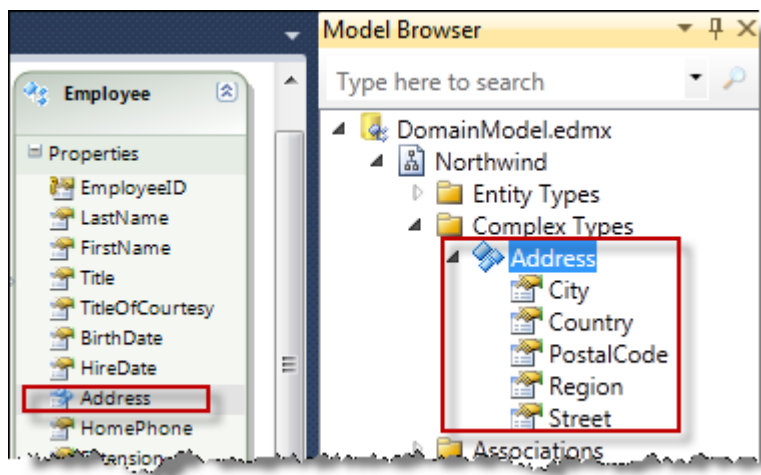 Employee
Properties
EmployeeID
LastName
FirstName
Title
TitleOfCourtesy
BirthDate
HireDate
Address
HomePhone
Model Browser
Type here to search
DomainModel.edmx
Northwind
Entity Types
Complex Types
Address
City
Country
PostalCode
Region
Street
Associations